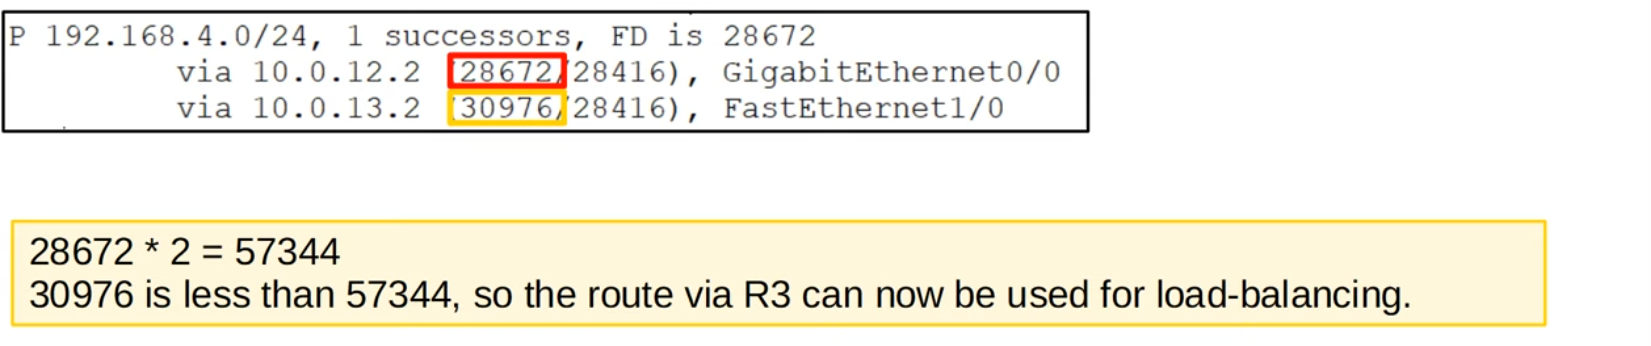 P 192.168.4.0/24, 1 successors, FD is 28672
via 10.0.12.2 (28672/28416), GigabitEthernet0/0
via 10.0.13.2 (30976/28416), FastEthernet1/0
28672 * 2 = 57344
30976 is less than 57344, so the route via R3 can now be used for load-balancing.